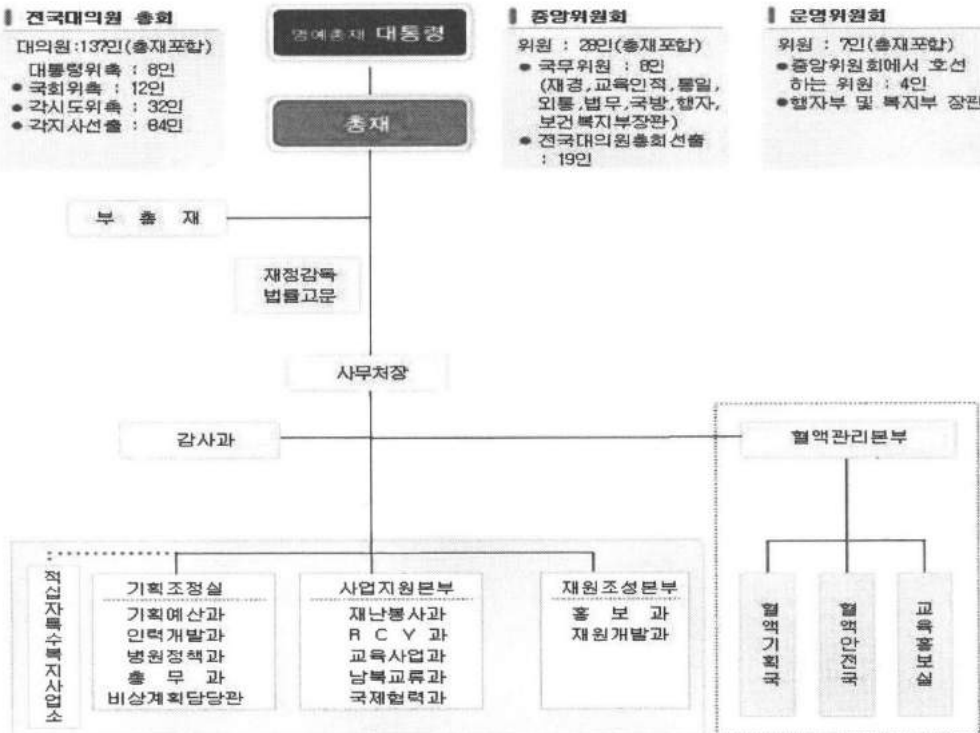 전국대의원 총회
대의원:137인(총재포함)
대통령위촉 : 8인
● 국회위촉 : 12인
● 각시도위촉 : 32인
● 각지사선출 : 84인
명예총재 대통령
총재
중앙위원회
위원 : 28인(총재포함)
● 국무위원 : 8인
(재경,교육인적,통일,
외통,법무,국방,행자,
보건복지부장관)
● 전국대의원총회선출
: 19인
운영위원회
위원 : 7인(총재포함)
● 중앙위원회에서 호선
하는 위원 : 4인
● 행자부 및 복지부 장관
부 총 재
재정감독
법률고문
사무처장
감사과
혈액관리본부
적십자특수복지사업소
기획조정실
기획예산과
인력개발과
병원정책과
총 무 과
비상계획담당관
사업지원본부
재난봉사과
R C Y 과
교육사업과
남북교류과
국제협력과
재원조성본부
홍 보 과
재원개발과
혈액기획국
혈액안전국
교육홍보실